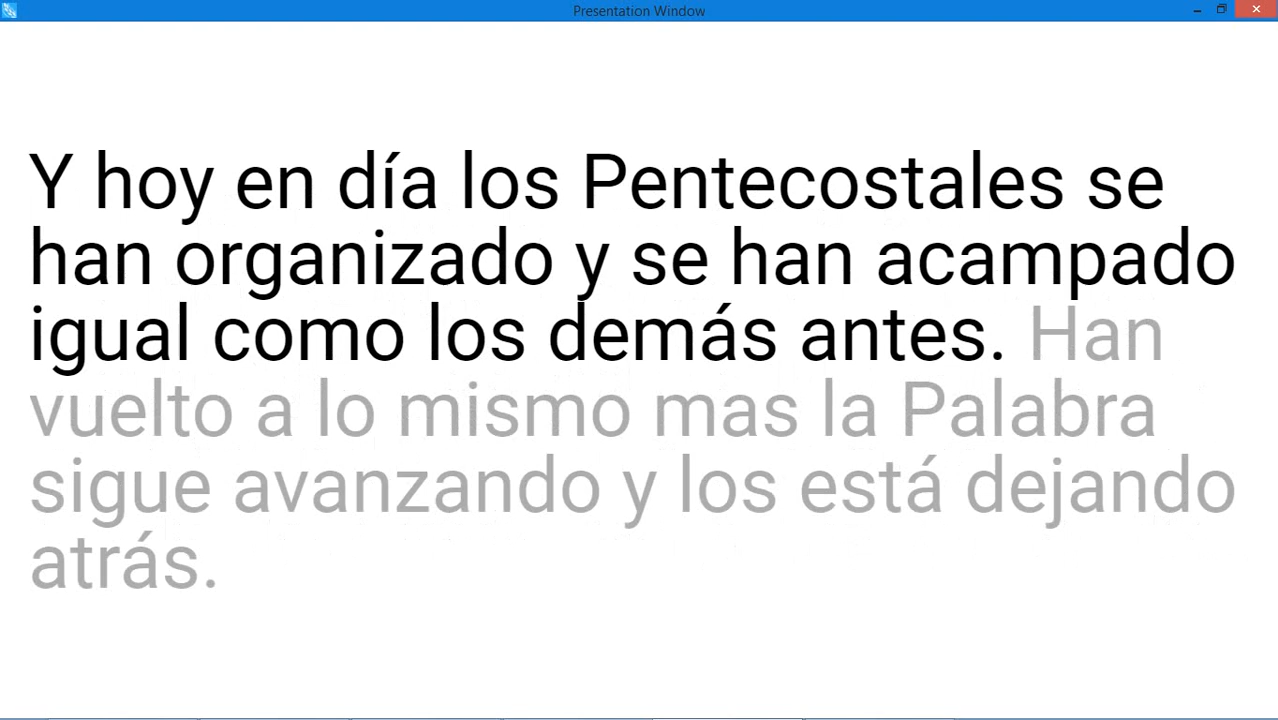 Presentation Window
Y hoy en día los Pentecostales se
han organizado y se han acampado
igual como los demás antes. Han
vuelto a lo mismo mas la Palabra
sigue avanzando y los está dejando
atrás.